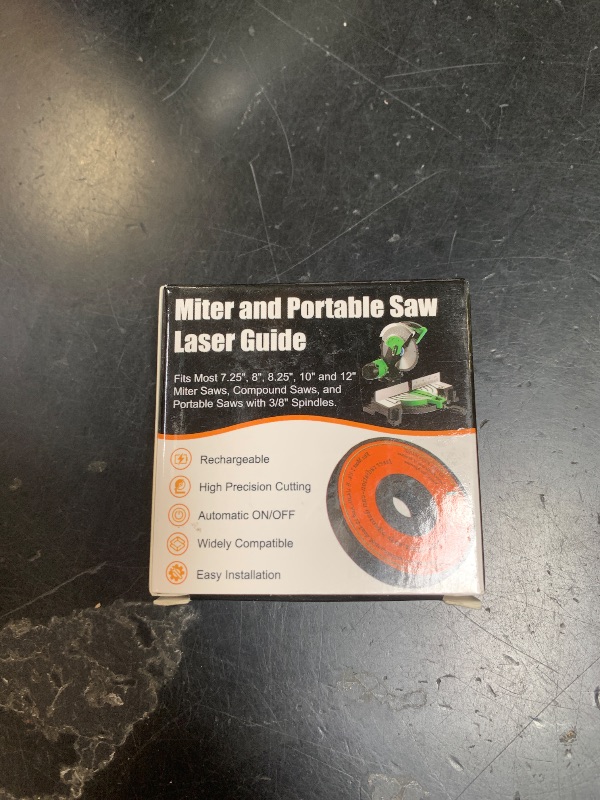 Miter and Portable Saw
Laser Guide
Fits Most 7.25", 8", 8.25", 10" and 12"
Miter Saws, Compound Saws, and
Portable Saws with 3/8" Spindles.
Rechargeable
High Precision Cutting
Automatic ON/OFF
Widely Compatible
Easy Installation